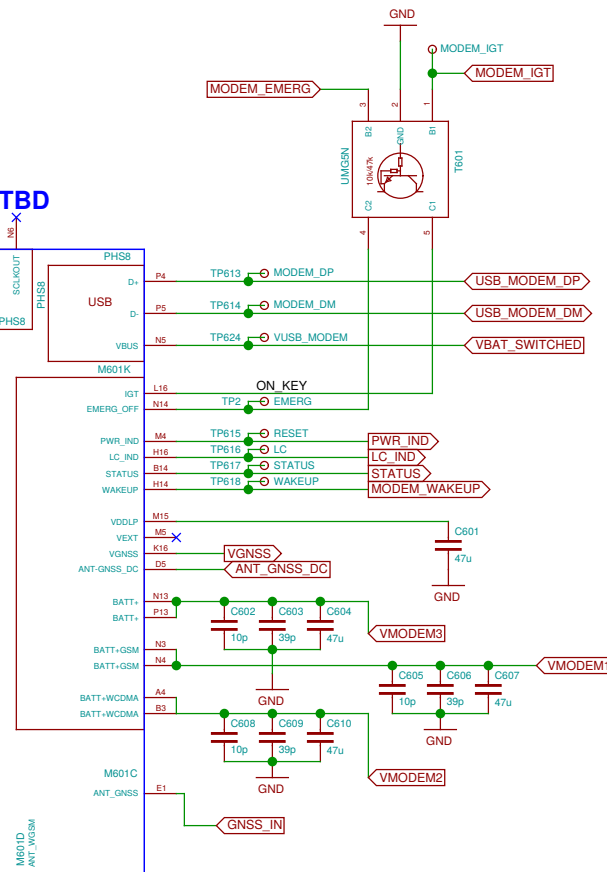 GND
MODEM_IGT
MODEM_IGT
MODEM_EMERG
3
2
1
B2
GND
B1
UMG5N
10k/47k
T601
C2
C1
4
5
TBD
N6
SCLKOUT
PHS8
PHS8
PHS8
USB
D+
P4
TP613
MODEM_DP
USB_MODEM_DP
D-
P5
TP614
MODEM_DM
USB_MODEM_DM
VBUS
N5
TP624
VUSB_MODEM
VBAT_SWITCHED
M601K
IGT
L16
ON_KEY
EMERG_OFF
N14
TP2
EMERG
PWR_IND
M4
TP615
RESET
PWR_IND
LC_IND
H16
TP616
LC
LC_IND
STATUS
B14
TP617
STATUS
STATUS
WAKEUP
H14
TP618
WAKEUP
MODEM_WAKEUP
VDDLP
M15
C601
47u
GND
VEXT
M5
VGNSS
K16
VGNSS
ANT-GNSS_DC
D5
ANT_GNSS_DC
BATT+
N13
BATT+
P13
C602
10p
C603
39p
C604
47u
VMODEM3
GND
BATT+GSM
N3
BATT+GSM
N4
VMODEM1
C605
10p
C606
39p
C607
47u
GND
BATT+WCDMA
A4
BATT+WCDMA
B3
C608
10p
C609
39p
C610
47u
GND
VMODEM2
M601C
ANT_GNSS
E1
GNSS_IN
M601D
ANT_WGSM